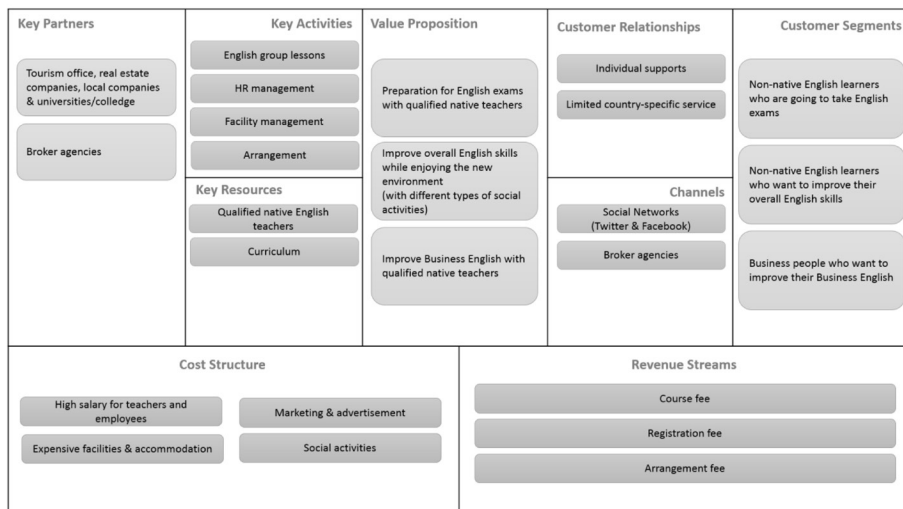 Key Partners
Tourism office, real estate
companies, local companies
& universities/colledge
Broker agencies
Key Activities
English group lessons
HR management
Facility management
Arrangement
Key Resources
Qualified native English
teachers
Curriculum
Value Proposition
Preparation for English exams
with qualified native teachers
Improve overall English skills
while enjoying the new
environment
(with different types of social
activities)
Improve Business English with
qualified native teachers
Customer Relationships
Individual supports
Limited country-specific service
Channels
Social Networks
(Twitter & Facebook)
Broker agencies
Customer Segments
Non-native English learners
who are going to take English
exams
Non-native English learners
who want to improve their
overall English skills
Business people who want to
improve their Business English
Cost Structure
High salary for teachers and
employees
Expensive facilities & accommodation
Marketing & advertisement
Social activities
Revenue Streams
Course fee
Registration fee
Arrangement fee